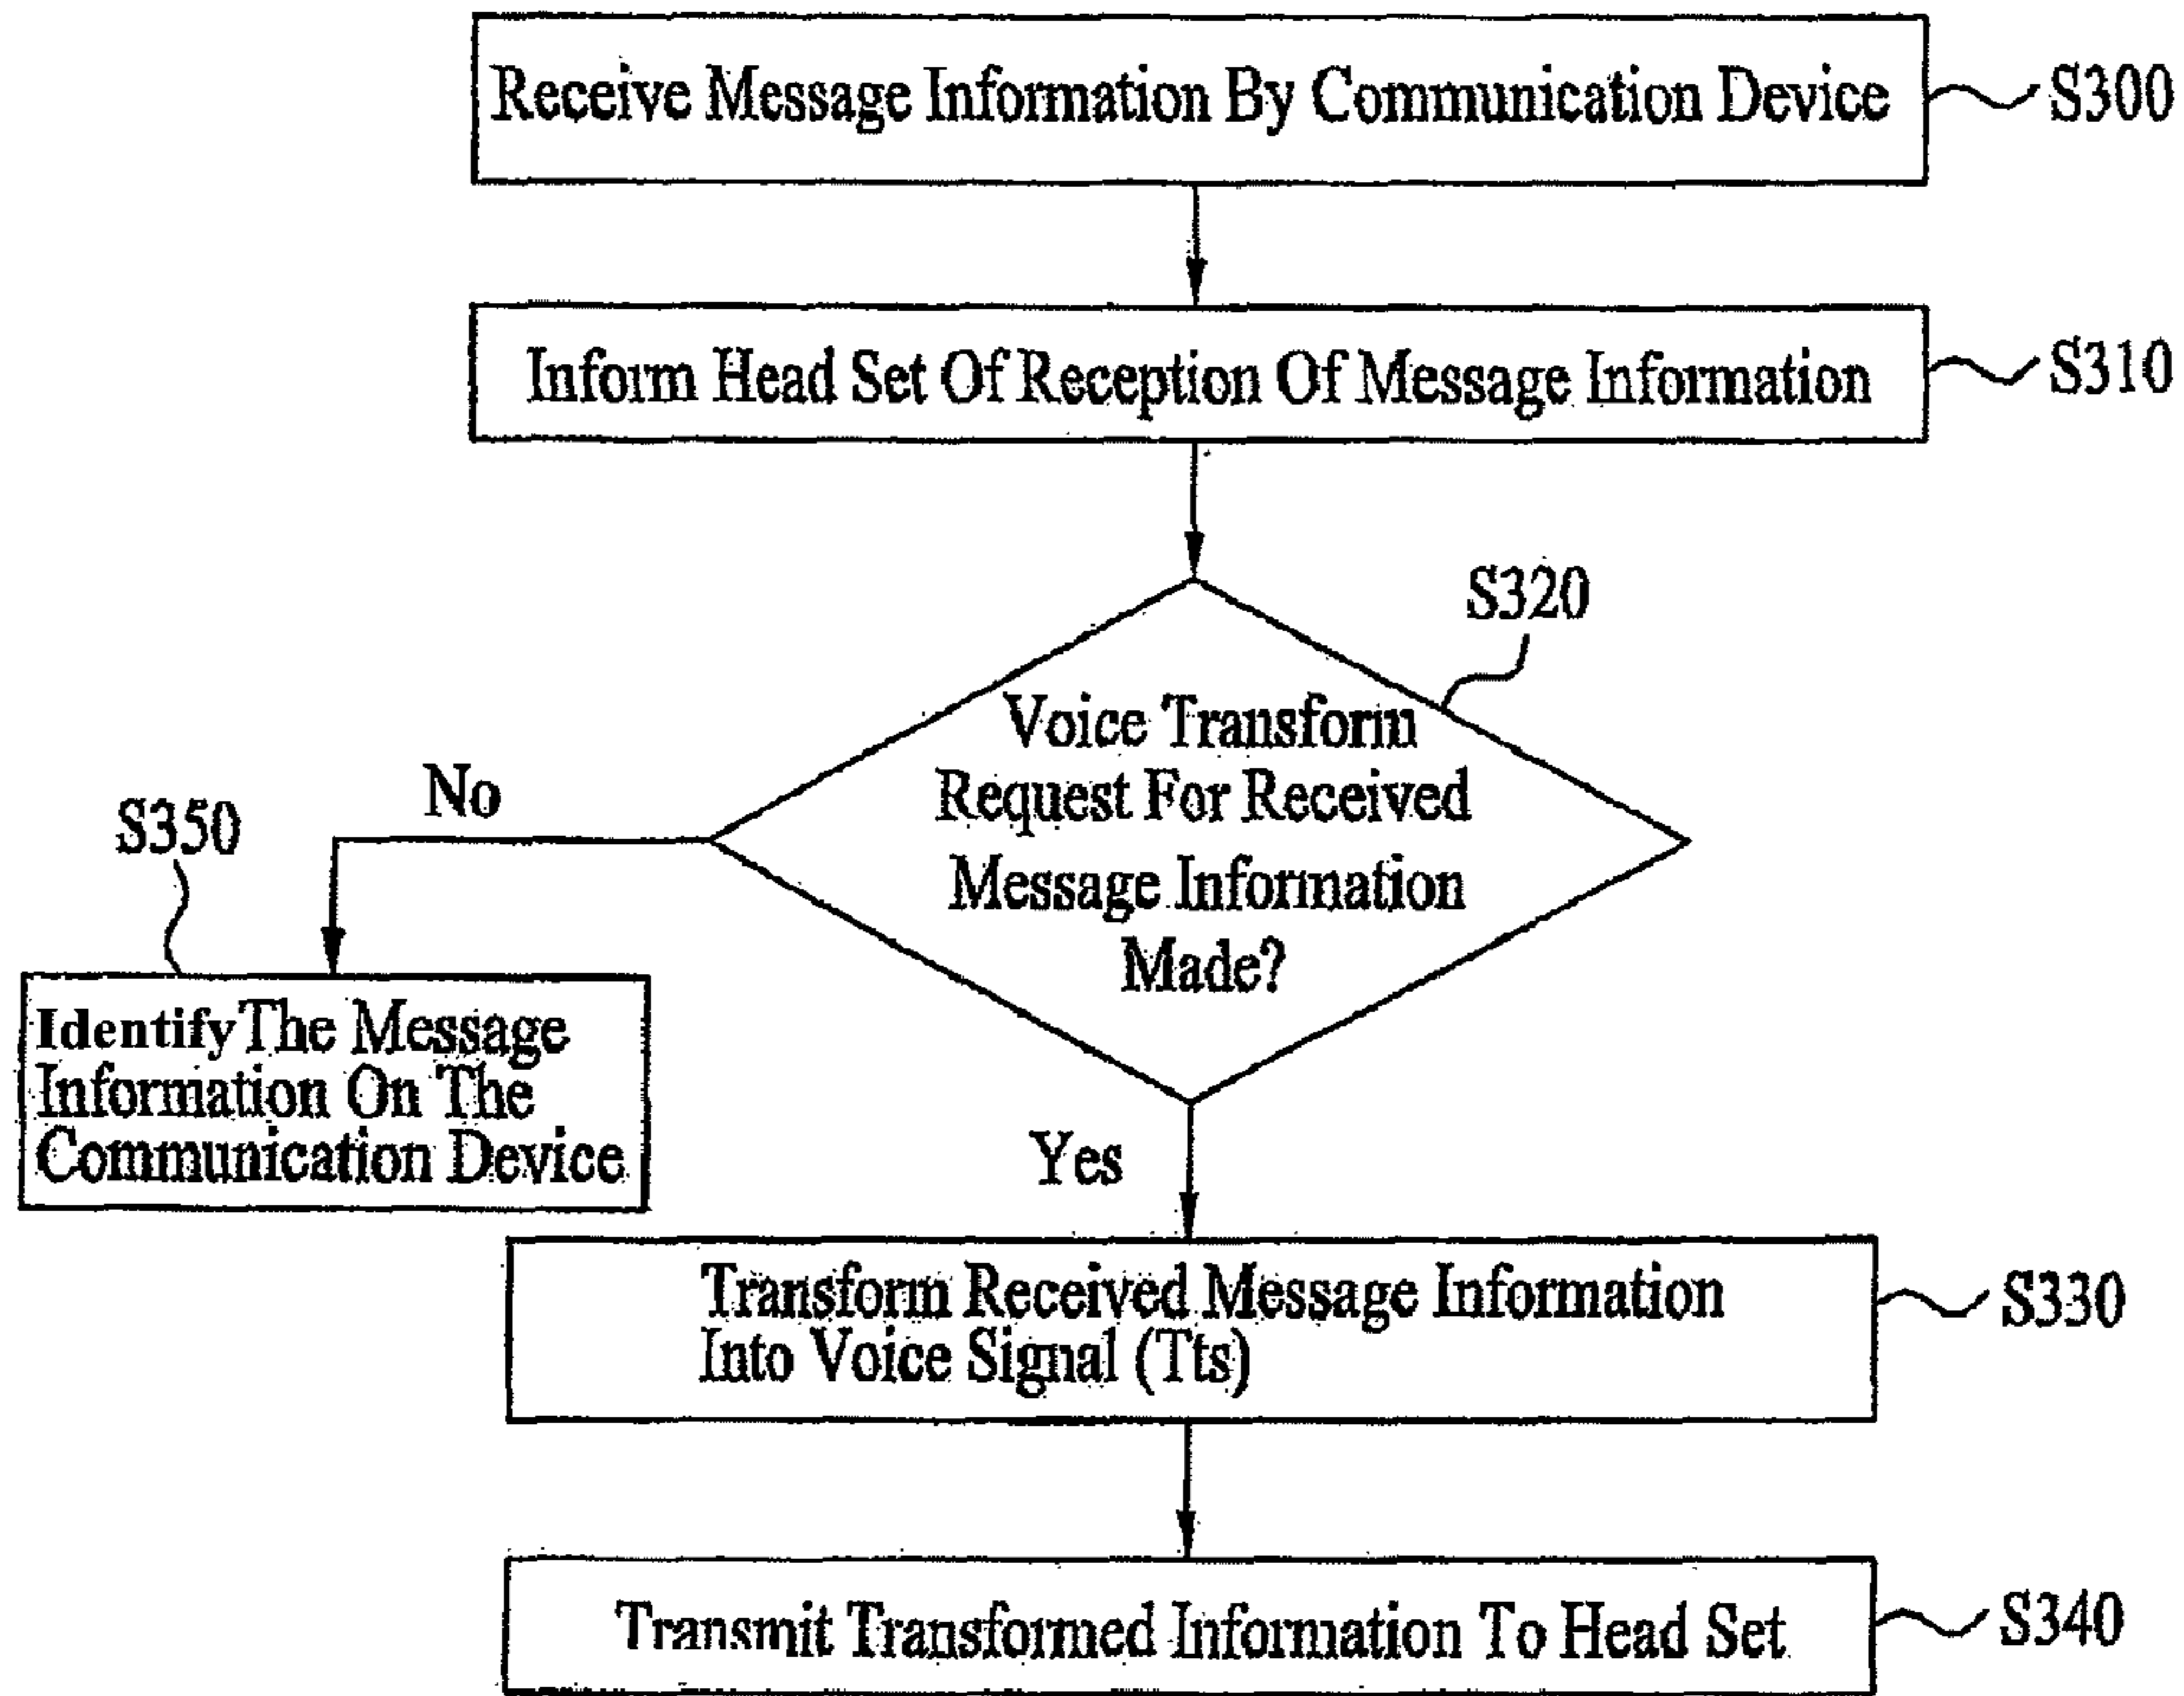 Receive Message Information By Communication Device
S300
Inform Head Set Of Reception Of Message Information
S310
S320
Voice Transform
Request For Received
Message Information
Made?
No
S350
Identify The Message
Information On The
Communication Device
Yes
Transform Received Message Information
Into Voice Signal (Tts)
S330
Transmit Transformed Information To Head Set
S340